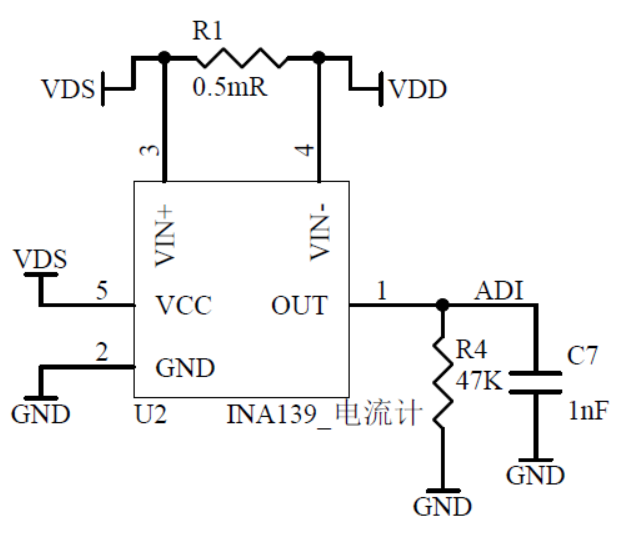 R1
VDS
0.5mR
VDD
3
4
VIN+
VIN-
VDS
5
VCC
OUT
1
ADI
2
GND
R4
47K
C7
1nF
GND
U2
INA139_电流计
GND
GND